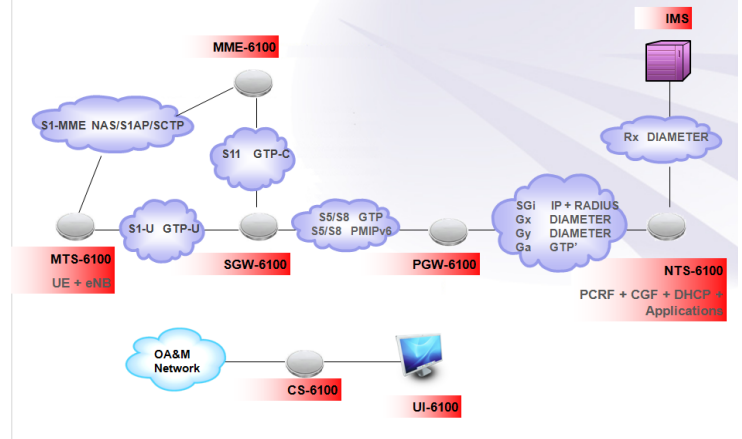 MME-6100
IMS
S1-MME NAS/S1AP/SCTP
Rx DIAMETER
S11 GTP-C
S1-U GTP-U
S5/S8 GTP
S5/S8 PMIPv6
SGi IP + RADIUS
Gx DIAMETER
Gy DIAMETER
Ga GTP’
MTS-6100
UE + eNB
SGW-6100
PGW-6100
NTS-6100
PCRF + CGF + DHCP +
Applications
OA&M
Network
CS-6100
UI-6100